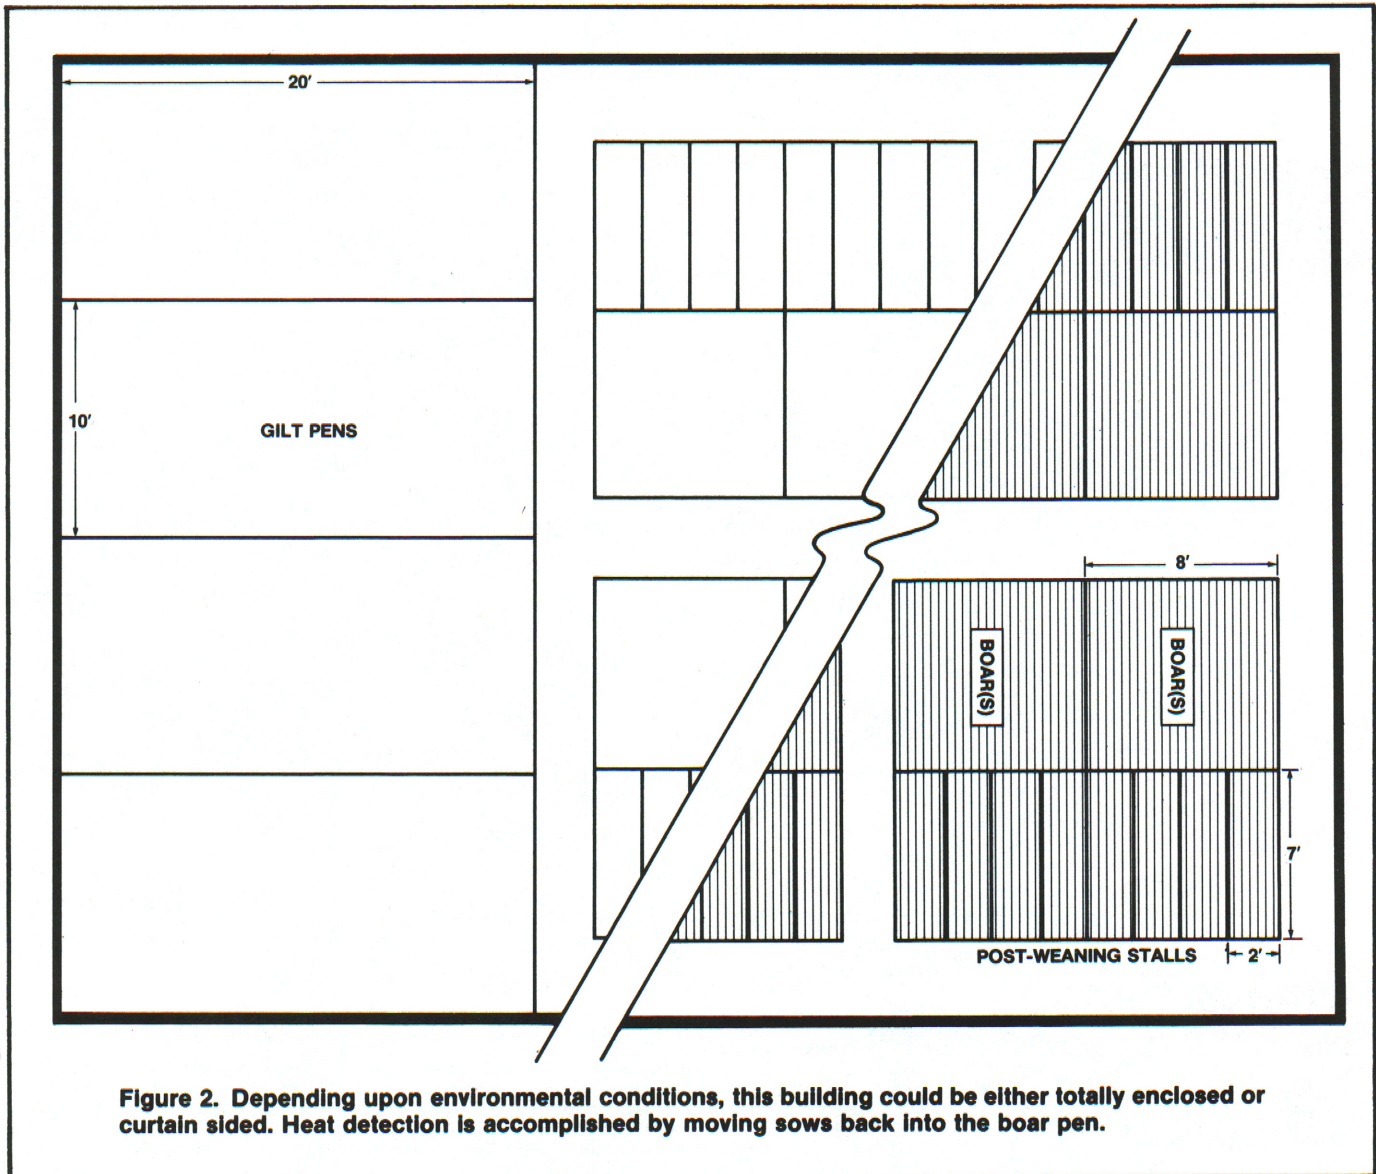 20'
10'
GILT PENS
8'
BOAR(S)
BOAR(S)
7'
POST-WEANING STALLS
2'
Figure 2. Depending upon environmental conditions, this building could be either totally enclosed or
curtain sided. Heat detection is accomplished by moving sows back into the boar pen.